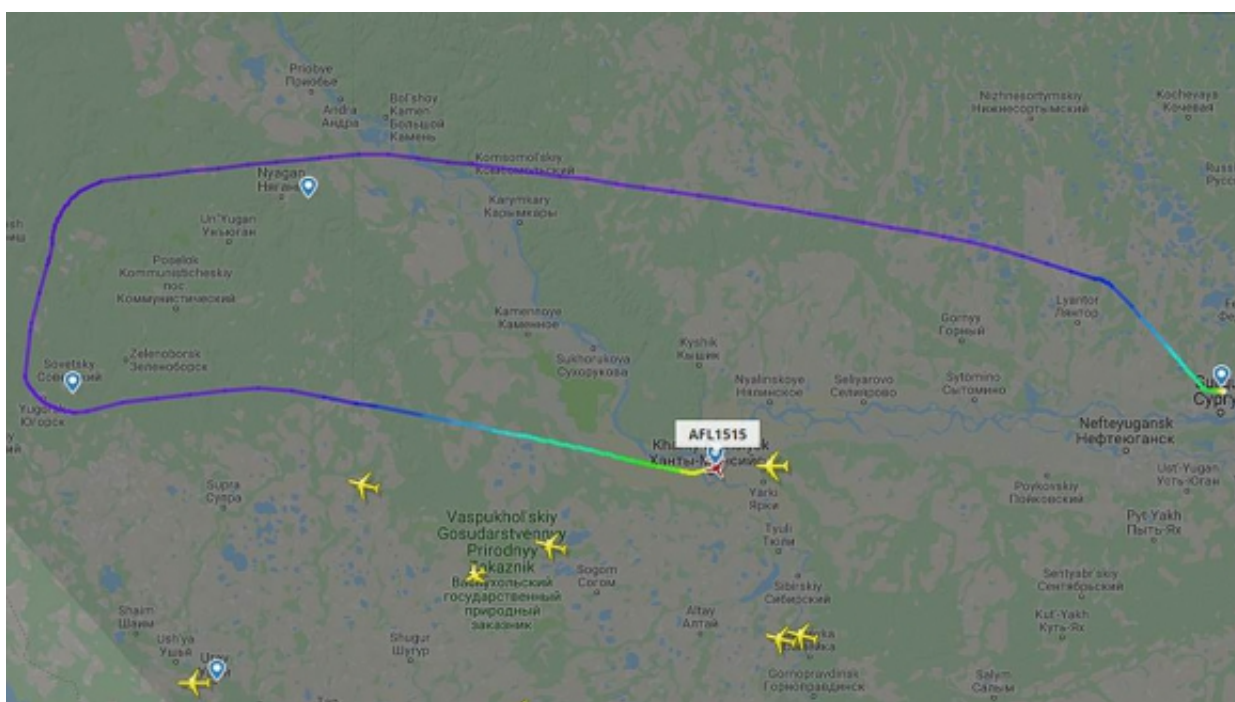 Priobye
Приобье
Andra
Андра
Bol'shoy
Kamen
Большой
Камень
Nizhnesortymskiy
Нижнесортымский
Kochevaya
Кочевая
Komsomol'skiy
Комсомольский
Nyagan
Un'Yugan
Унъюган
Karymkary
Карымкары
Poselok
Kommunisticheskiy
пос
Коммунистический
Kamennoye
Каменное
Lyantor
Лянтор
Gornyy
Горный
Sovetsky
Zelenoborsk
Зеленоборск
Sukhorukova
Сухорукова
Kyshik
Кышик
Nyalinskoye
Нялинское
Seliyarovo
Селиярово
Sytomino
Сытомино
Югорск
Nefteyugansk
Нефтеюганск
AFL1515
Supra
Супра
Yarki
Ярки
Poykovskiy
Пойковский
Ust-Yugan
Усть-Юган
Vaspukhol'skiy
Gosudarstvennyy
Prirodnyy
Васпухольский
государственный
природный
заказник
Tyuli
Тюли
Pyt-Yakh
Пыть-Ях
Sogom
Согом
Sibirskiy
Сибирский
Sentyabr'skiy
Сентябрьский
Shaim
Шаим
Ush'ya
Ушья
Shugur
Шугур
Altay
Алтай
Kut'-Yakh
Куть-Ях
Gornopravdinsk
Горноправдинск
Salym
Салым